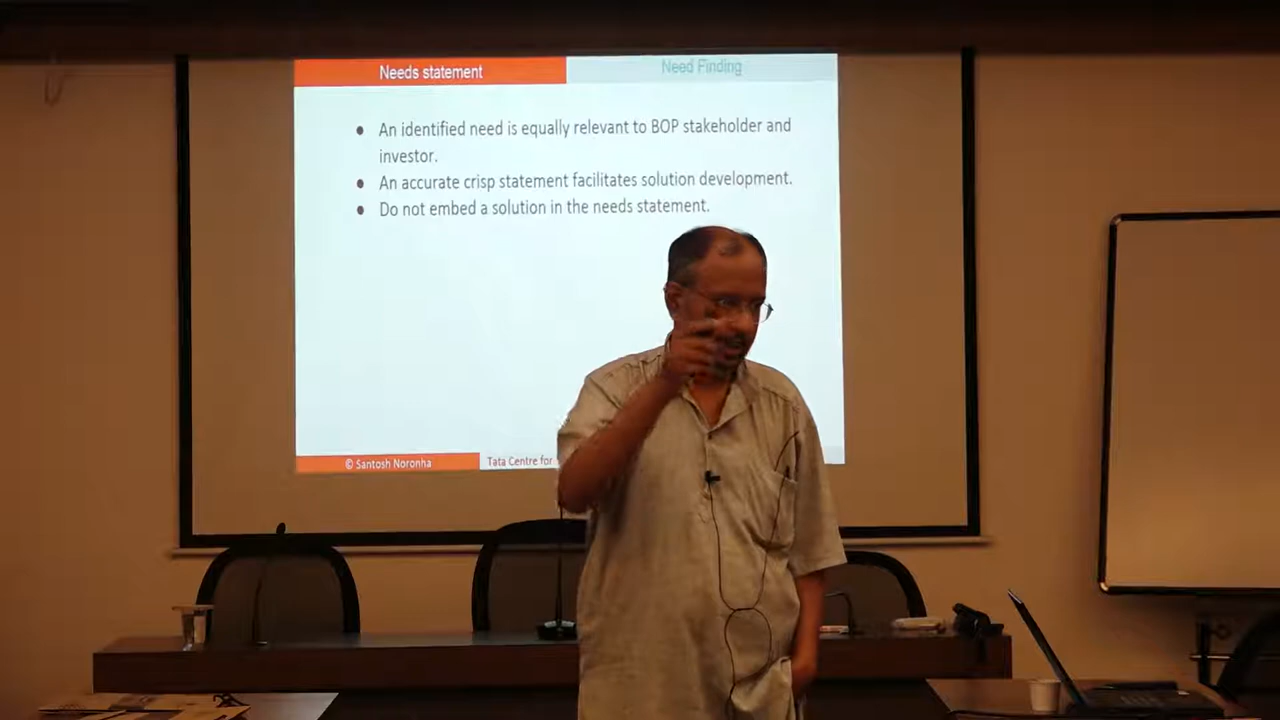 Needs statement
Need Finding
● An identified need is equally relevant to BOP stakeholder and
investor.
● An accurate crisp statement facilitates solution development.
● Do not embed a solution in the needs statement.
© Santosh Noronha
Tata Centre for